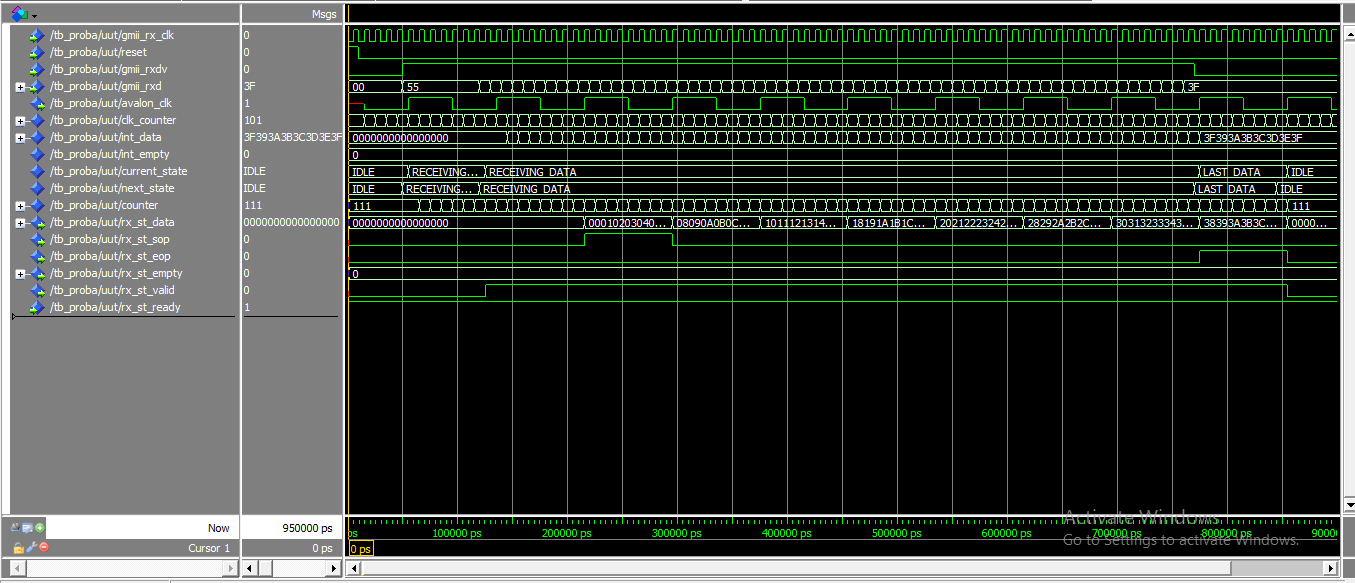 Msgs
/tb_proba/uut/gmii_rx_clk 0
/tb_proba/uut/reset 0
/tb_proba/uut/gmii_rxdv 0
/tb_proba/uut/gmii_rxd 3F 00 55 3F
/tb_proba/uut/avalon_clk 1
/tb_proba/uut/clk_counter 101
/tb_proba/uut/int_data 3F393A3B3C3D3E3F 0000000000000000 3F393A3B3C3D3E3F
/tb_proba/uut/int_empty 0 0
/tb_proba/uut/current_state IDLE IDLE RECEIVING... RECEIVING_DATA LAST_DATA IDLE
/tb_proba/uut/next_state IDLE IDLE RECEIVING... RECEIVING_DATA LAST_DATA IDLE
/tb_proba/uut/counter 111 111 111
/tb_proba/uut/rx_st_data 0000000000000000 0000000000000000 00010203040... 08090A0B0C... 1011121314... 18191A1B1C... 20212223242... 28292A2B2C... 30313233343... 38393A3B3C... 0000...
/tb_proba/uut/rx_st_sop 0
/tb_proba/uut/rx_st_eop 0
/tb_proba/uut/rx_st_empty 0 0
/tb_proba/uut/rx_st_valid 0
/tb_proba/uut/rx_st_ready 1
Activate Windows
Now 950000 ps ps 100000 ps 200000 ps 300000 ps 400000 ps 500000 ps 600000 ps 700000 ps 800000 ps 90000
Go to Settings to activate Windows.
Cursor 1 0 ps 0 ps